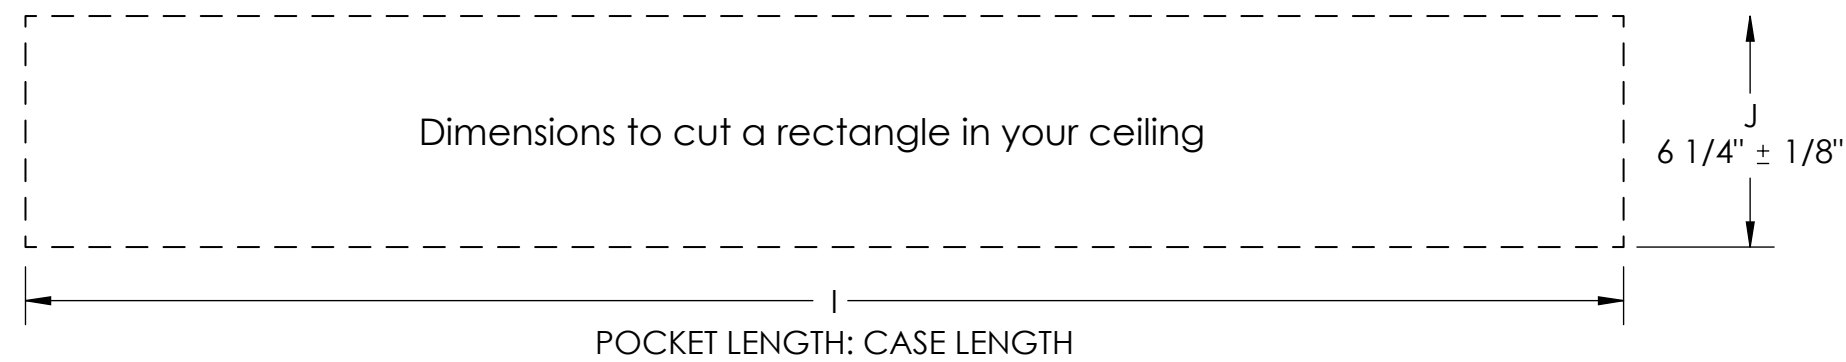 Dimensions to cut a rectangle in your ceiling
J
6 1/4" ± 1/8"
I
POCKET LENGTH: CASE LENGTH